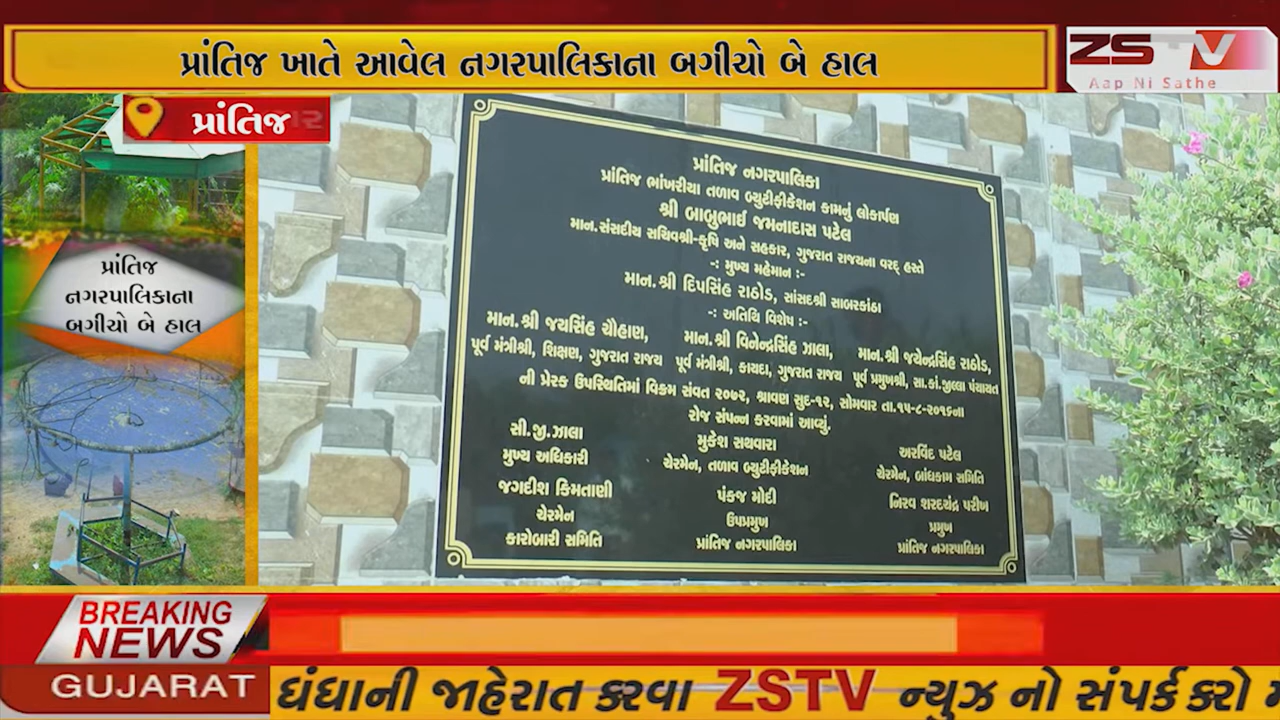 પ્રાંતિજ ખાતે આવેલ નગરપાલિકાના બગીચો બે હાલ
ZSTV
Aap Ni Sathe
પ્રાંતિજ
પ્રાંતિજ
નગરપાલિકાના
બગીચો બે હાલ
પ્રાંતિજ નગરપાલિકા
પ્રાંતિજ ભાંખરીયા તળાવ બ્યુટીફીકેશન કામનું લોકાર્પણ
શ્રી બાબુભાઈ જમનાદાસ પટેલ
માન.સંસદીય સચિવશ્રી-કૃષિ અને સહકાર, ગુજરાત રાજ્યના વરદ્ હસ્તે
-: મુખ્ય મહેમાન :-
માન.શ્રી દિપસિંહ રાઠોડ, સાંસદશ્રી સાબરકાંઠા
-: અતિથિ વિશેષ :-
માન.શ્રી જયસિંહ ચૌહાણ, માન.શ્રી વિનેન્દ્રસિંહ ઝાલા, માન.શ્રી જયેન્દ્રસિંહ રાઠોડ,
પૂર્વ મંત્રીશ્રી, શિક્ષણ, ગુજરાત રાજ્ય પૂર્વ મંત્રીશ્રી, કાયદા, ગુજરાત રાજ્ય પૂર્વ પ્રમુખશ્રી, સા.કાં.જીલ્લા પંચાયત
ની પ્રેરક ઉપસ્થિતિમાં વિક્રમ સંવત ૨૦૭૨, શ્રાવણ સુદ-૧૨, સોમવાર તા.૧૫-૮-૨૦૧૬ના
રોજ સંપન્ન કરવામાં આવ્યું.
સી.જી.ઝાલા મુકેશ સથવારા અરવિંદ પટેલ
મુખ્ય અધિકારી ચેરમેન, તળાવ બ્યુટીફીકેશન ચેરમેન, બાંધકામ સમિતિ
જગદીશ કિમતાણી પંકજ મોદી નિરવ શરદચંદ્ર પરીખ
ચેરમેન ઉપપ્રમુખ પ્રમુખ
કારોબારી સમિતિ પ્રાંતિજ નગરપાલિકા પ્રાંતિજ નગરપાલિકા
BREAKING
NEWS
GUJARAT
ધંધાની જાહેરાત કરવા ZSTV ન્યુઝ નો સંપર્ક કરો